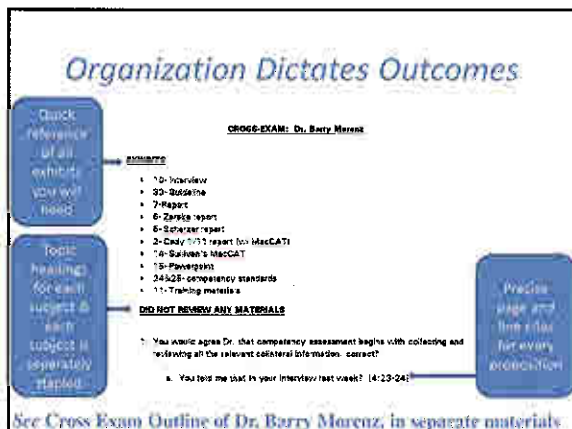 Organization Dictates Outcomes
Quick
reference
of all
exhibits
you will
need
CROSS-EXAM: Dr. Barry Morenz
EXHIBITS
10- Interview
33- Guideline
7-Report
6- report
5- report
2- Cady report (w/ MacCAT)
14- Sullivan's MacCAT
15- Powerpoint
24&25- competency standards
11- Training materials
Topic
headings
for each
subject &
each
subject is
separately
stapled
DID NOT REVIEW ANY MATERIALS
You would agree Dr. that competency assessment begins with collecting and
reviewing all the relevant collateral information, correct?
a. You told me that in your interview last week? [4:23-24]
Precise
page and
line cites
for every
proposition
See Cross Exam Outline of Dr. Barry Morenz, in separate materials